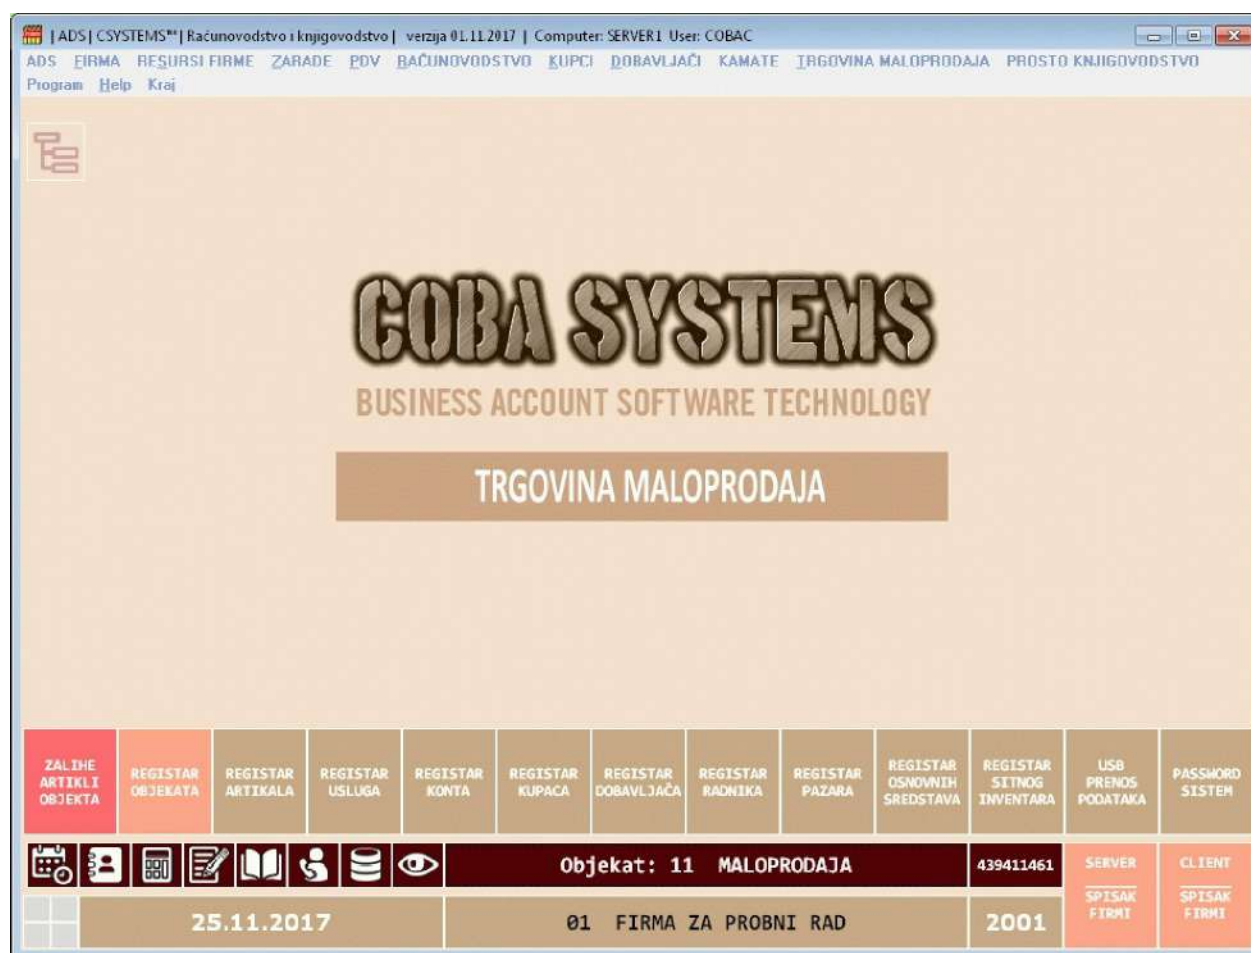 | ADS | CSYSTEMS™ | Računovodstvo i knjigovodstvo | verzija 01.11.2017 | Computer: SERVER1 User: COBAC
ADS FIRMA RESURSI FIRME ZARADE PDV RAČUNOVODSTVO KUPCI DOBAVLJAČI KAMATE TRGOVINA MALOPRODAJA PROSTO KNJIGOVODSTVO
Program Help Kraj
COBA SYSTEMS
BUSINESS ACCOUNT SOFTWARE TECHNOLOGY
TRGOVINA MALOPRODAJA
ZALIHE
ARTIKLI
OBJEKTA
REGISTAR
OBJEKATA
REGISTAR
ARTIKALA
REGISTAR
USLUGA
REGISTAR
KONTA
REGISTAR
KUPACA
REGISTAR
DOBAVLJAČA
REGISTAR
RADNIKA
REGISTAR
PAZARA
REGISTAR
OSNOVNIH
SREDSTAVA
REGISTAR
SITNOG
INVENTARA
USB
PRENOS
PODATAKA
PASSWORD
SISTEM
Objekat: 11 MALOPRODAJA
439411461
SERVER
SPISAK
FIRMI
CLIENT
SPISAK
FIRMI
25.11.2017
01 FIRMA ZA PROBNI RAD
2001